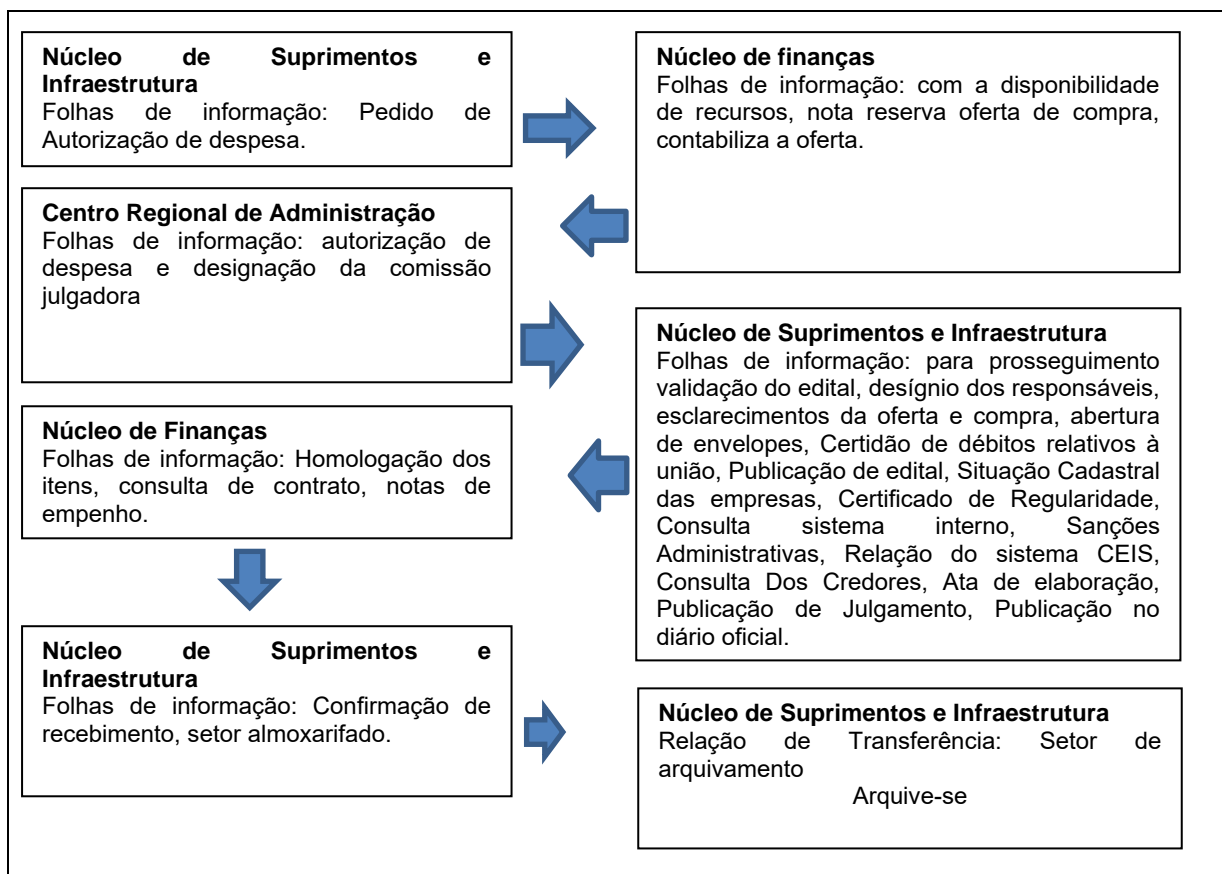 Núcleo de Suprimentos e
Infraestrutura
Folhas de informação: Pedido de
Autorização de despesa.
Núcleo de finanças
Folhas de informação: com a disponibilidade
de recursos, nota reserva oferta de compra,
contabiliza a oferta.
Centro Regional de Administração
Folhas de informação: autorização de
despesa e designação da comissão
julgadora
Núcleo de Suprimentos e Infraestrutura
Folhas de informação: para prosseguimento
validação do edital, desígnio dos responsáveis,
esclarecimentos da oferta e compra, abertura
de envelopes, Certidão de débitos relativos à
união, Publicação de edital, Situação Cadastral
das empresas, Certificado de Regularidade,
Consulta sistema interno, Sanções
Administrativas, Relação do sistema CEIS,
Consulta Dos Credores, Ata de elaboração,
Publicação de Julgamento, Publicação no
diário oficial.
Núcleo de Finanças
Folhas de informação: Homologação dos
itens, consulta de contrato, notas de
empenho.
Núcleo de Suprimentos e
Infraestrutura
Folhas de informação: Confirmação de
recebimento, setor almoxarifado.
Núcleo de Suprimentos e Infraestrutura
Relação de Transferência: Setor de
arquivamento
Arquive-se